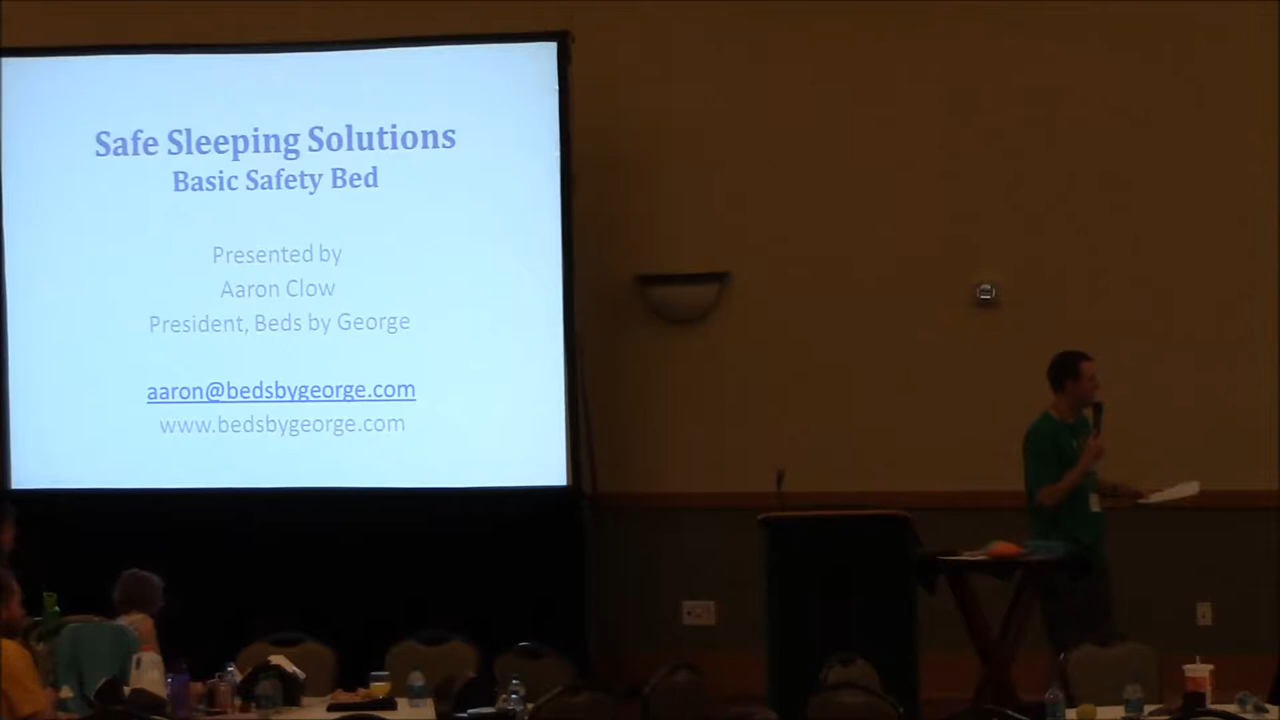 Safe Sleeping Solutions
Basic Safety Bed
Presented by
Aaron Clow
President, Beds by George
aaron@bedsbygeorge.com
www.bedsbygeorge.com